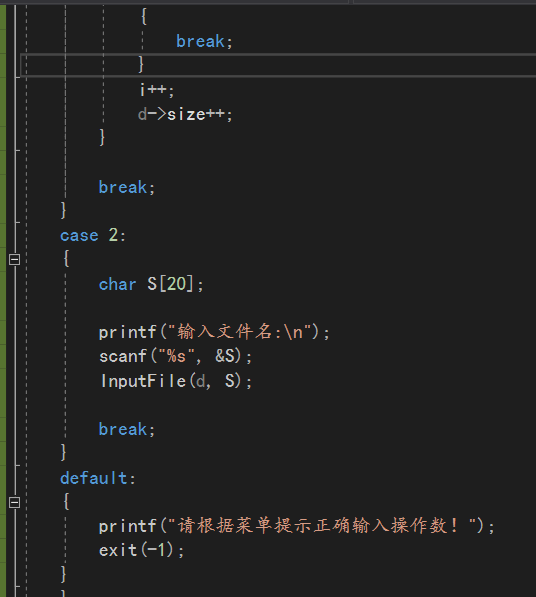 {
break;
}
i++;
d->size++;
}
break;
}
case 2:
{
char S[20];
printf("输入文件名:\n");
scanf("%s", &S);
InputFile(d, S);
break;
}
default:
{
printf("请根据菜单提示正确输入操作数! ");
exit(-1);
}